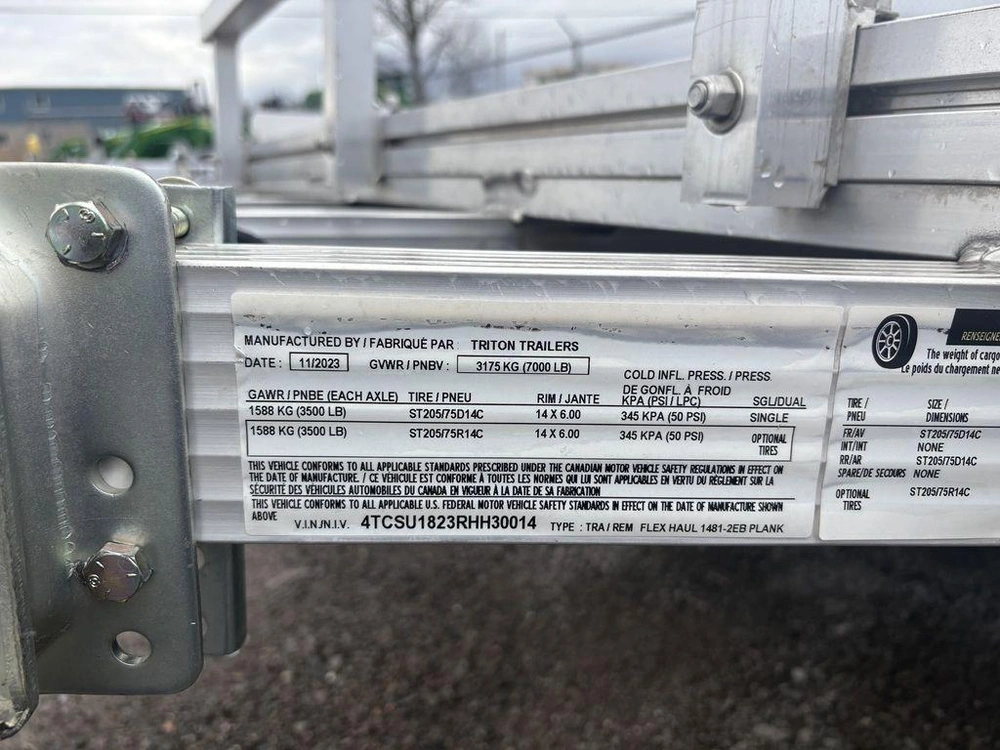 MANUFACTURED BY / FABRIQUÉ PAR : TRITON TRAILERS
DATE : 11/2023 GVWR / PNBV : 3175 KG (7000 LB)
COLD INFL. PRESS. / PRESS.
DE GONFL. À FROID
GAWR / PNBE (EACH AXLE) TIRE / PNEU RIM / JANTE KPA (PSI / LPC) SGL/DUAL
1588 KG (3500 LB) ST205/75D14C 14 X 6.00 345 KPA (50 PSI) SINGLE
1588 KG (3500 LB) ST205/75R14C 14 X 6.00 345 KPA (50 PSI) OPTIONAL
TIRES
THIS VEHICLE CONFORMS TO ALL APPLICABLE STANDARDS PRESCRIBED UNDER THE CANADIAN MOTOR VEHICLE SAFETY REGULATIONS IN EFFECT ON
THE DATE OF MANUFACTURE. / CE VÉHICULE EST CONFORME À TOUTES LES NORMES QUI LUI SONT APPLICABLES EN VERTU DU RÉGLEMENT SUR LA
SÉCURITÉ DES VÉHICULES AUTOMOBILES DU CANADA EN VIGUEUR À LA DATE DE SA FABRICATION
THIS VEHICLE CONFORMS TO ALL APPLICABLE U.S. FEDERAL MOTOR VEHICLE SAFETY STANDARDS IN EFFECT ON THE DATE OF MANUFACTURE SHOWN
ABOVE
V.I.N./N.I.V. 4TCSU1823RHH30014 TYPE : TRA / REM FLEX HAUL 1481-2EB PLANK
The weight of cargo
Le poids du chargement
TIRE / SIZE /
PNEU DIMENSIONS
FR/AV ST205/75D14C
INT/INT NONE
RR/AR ST205/75D14C
SPARE/DE SECOURS NONE
OPTIONAL ST205/75R14C
TIRES